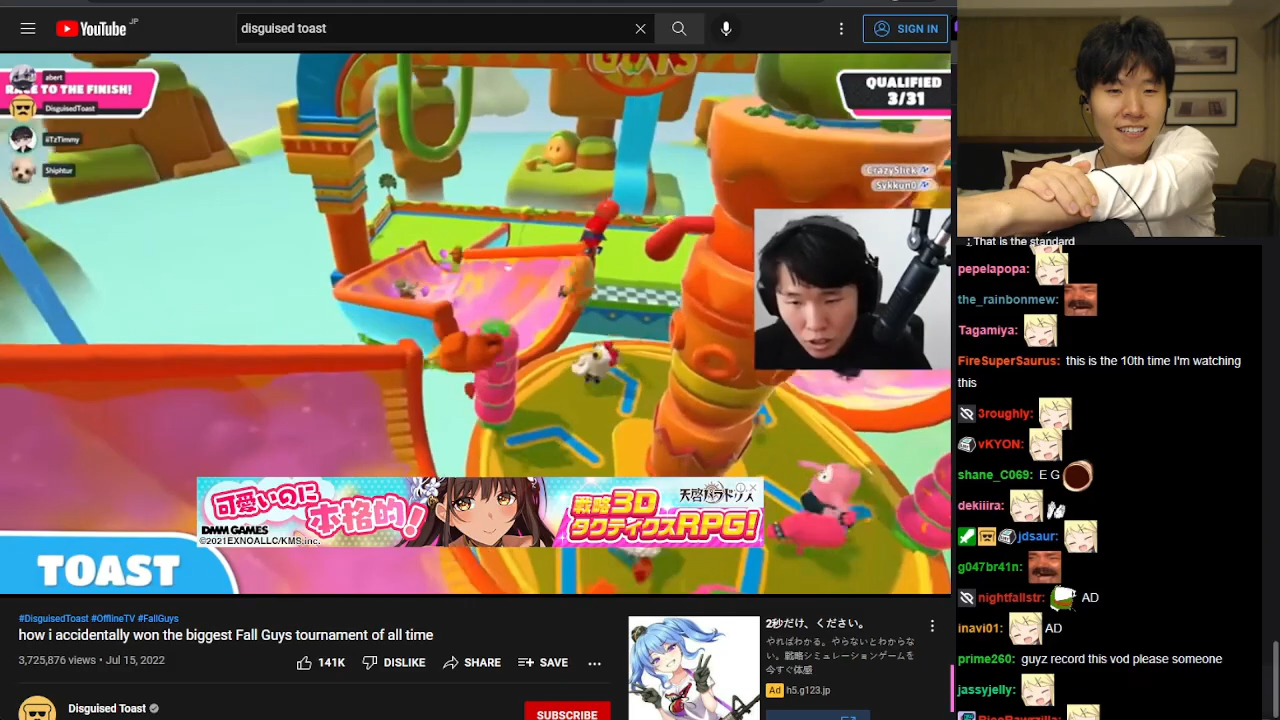 YouTube JP
disguised toast
SIGN IN
abert
RACE TO THE FINISH!
DisguisedToast
iiTzTimmy
Shiphtur
GUYS
QUALIFIED
3/31
CrazySlick
Sykkuno
可愛いのに
本格的!
DMM GAMES
©2021EXNOALLC/KMS,inc.
戦略3D
タクティクスRPG!
天啓パラドクス
TOAST
#DisguisedToast #OfflineTV #FallGuys
how i accidentally won the biggest Fall Guys tournament of all time
3,725,876 views • Jul 15, 2022
141K
DISLIKE
SHARE
SAVE
Disguised Toast
SUBSCRIBE
2秒だけ、ください。
やればわかる。やらないとわからな
い。戦略シミュレーションゲームを
今すぐ体感
Ad h5.g123.jp
: That is the standard
pepelapopa:
the_rainbonmew:
Tagamiya:
FireSuperSaurus: this is the 10th time I'm watching
this
3roughly:
vKYON:
shane_C069: E G
dekiiira:
jdsaur:
g047br41n:
nightfallstr: AD
inavi01: AD
prime260: guyz record this vod please someone
jassyjelly: